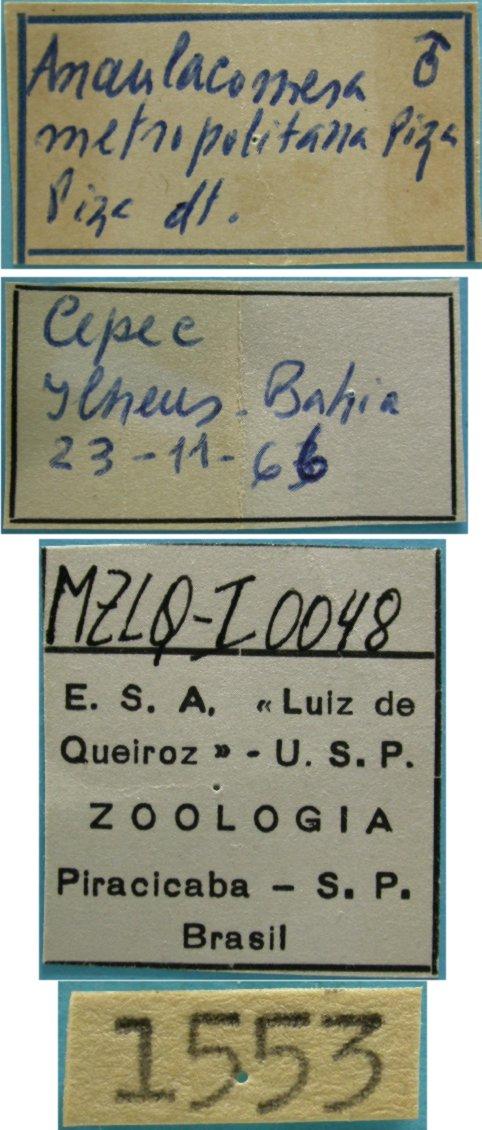 Anaulacomera ♂
metropolitana Piza
Piza dt.
Cepec
Ilheus - Bahia
23-11-66
MZLQ-I0048
E. S. A. «Luiz de
Queiroz» - U. S. P.
ZOOLOGIA
Piracicaba - S. P.
Brasil
1553